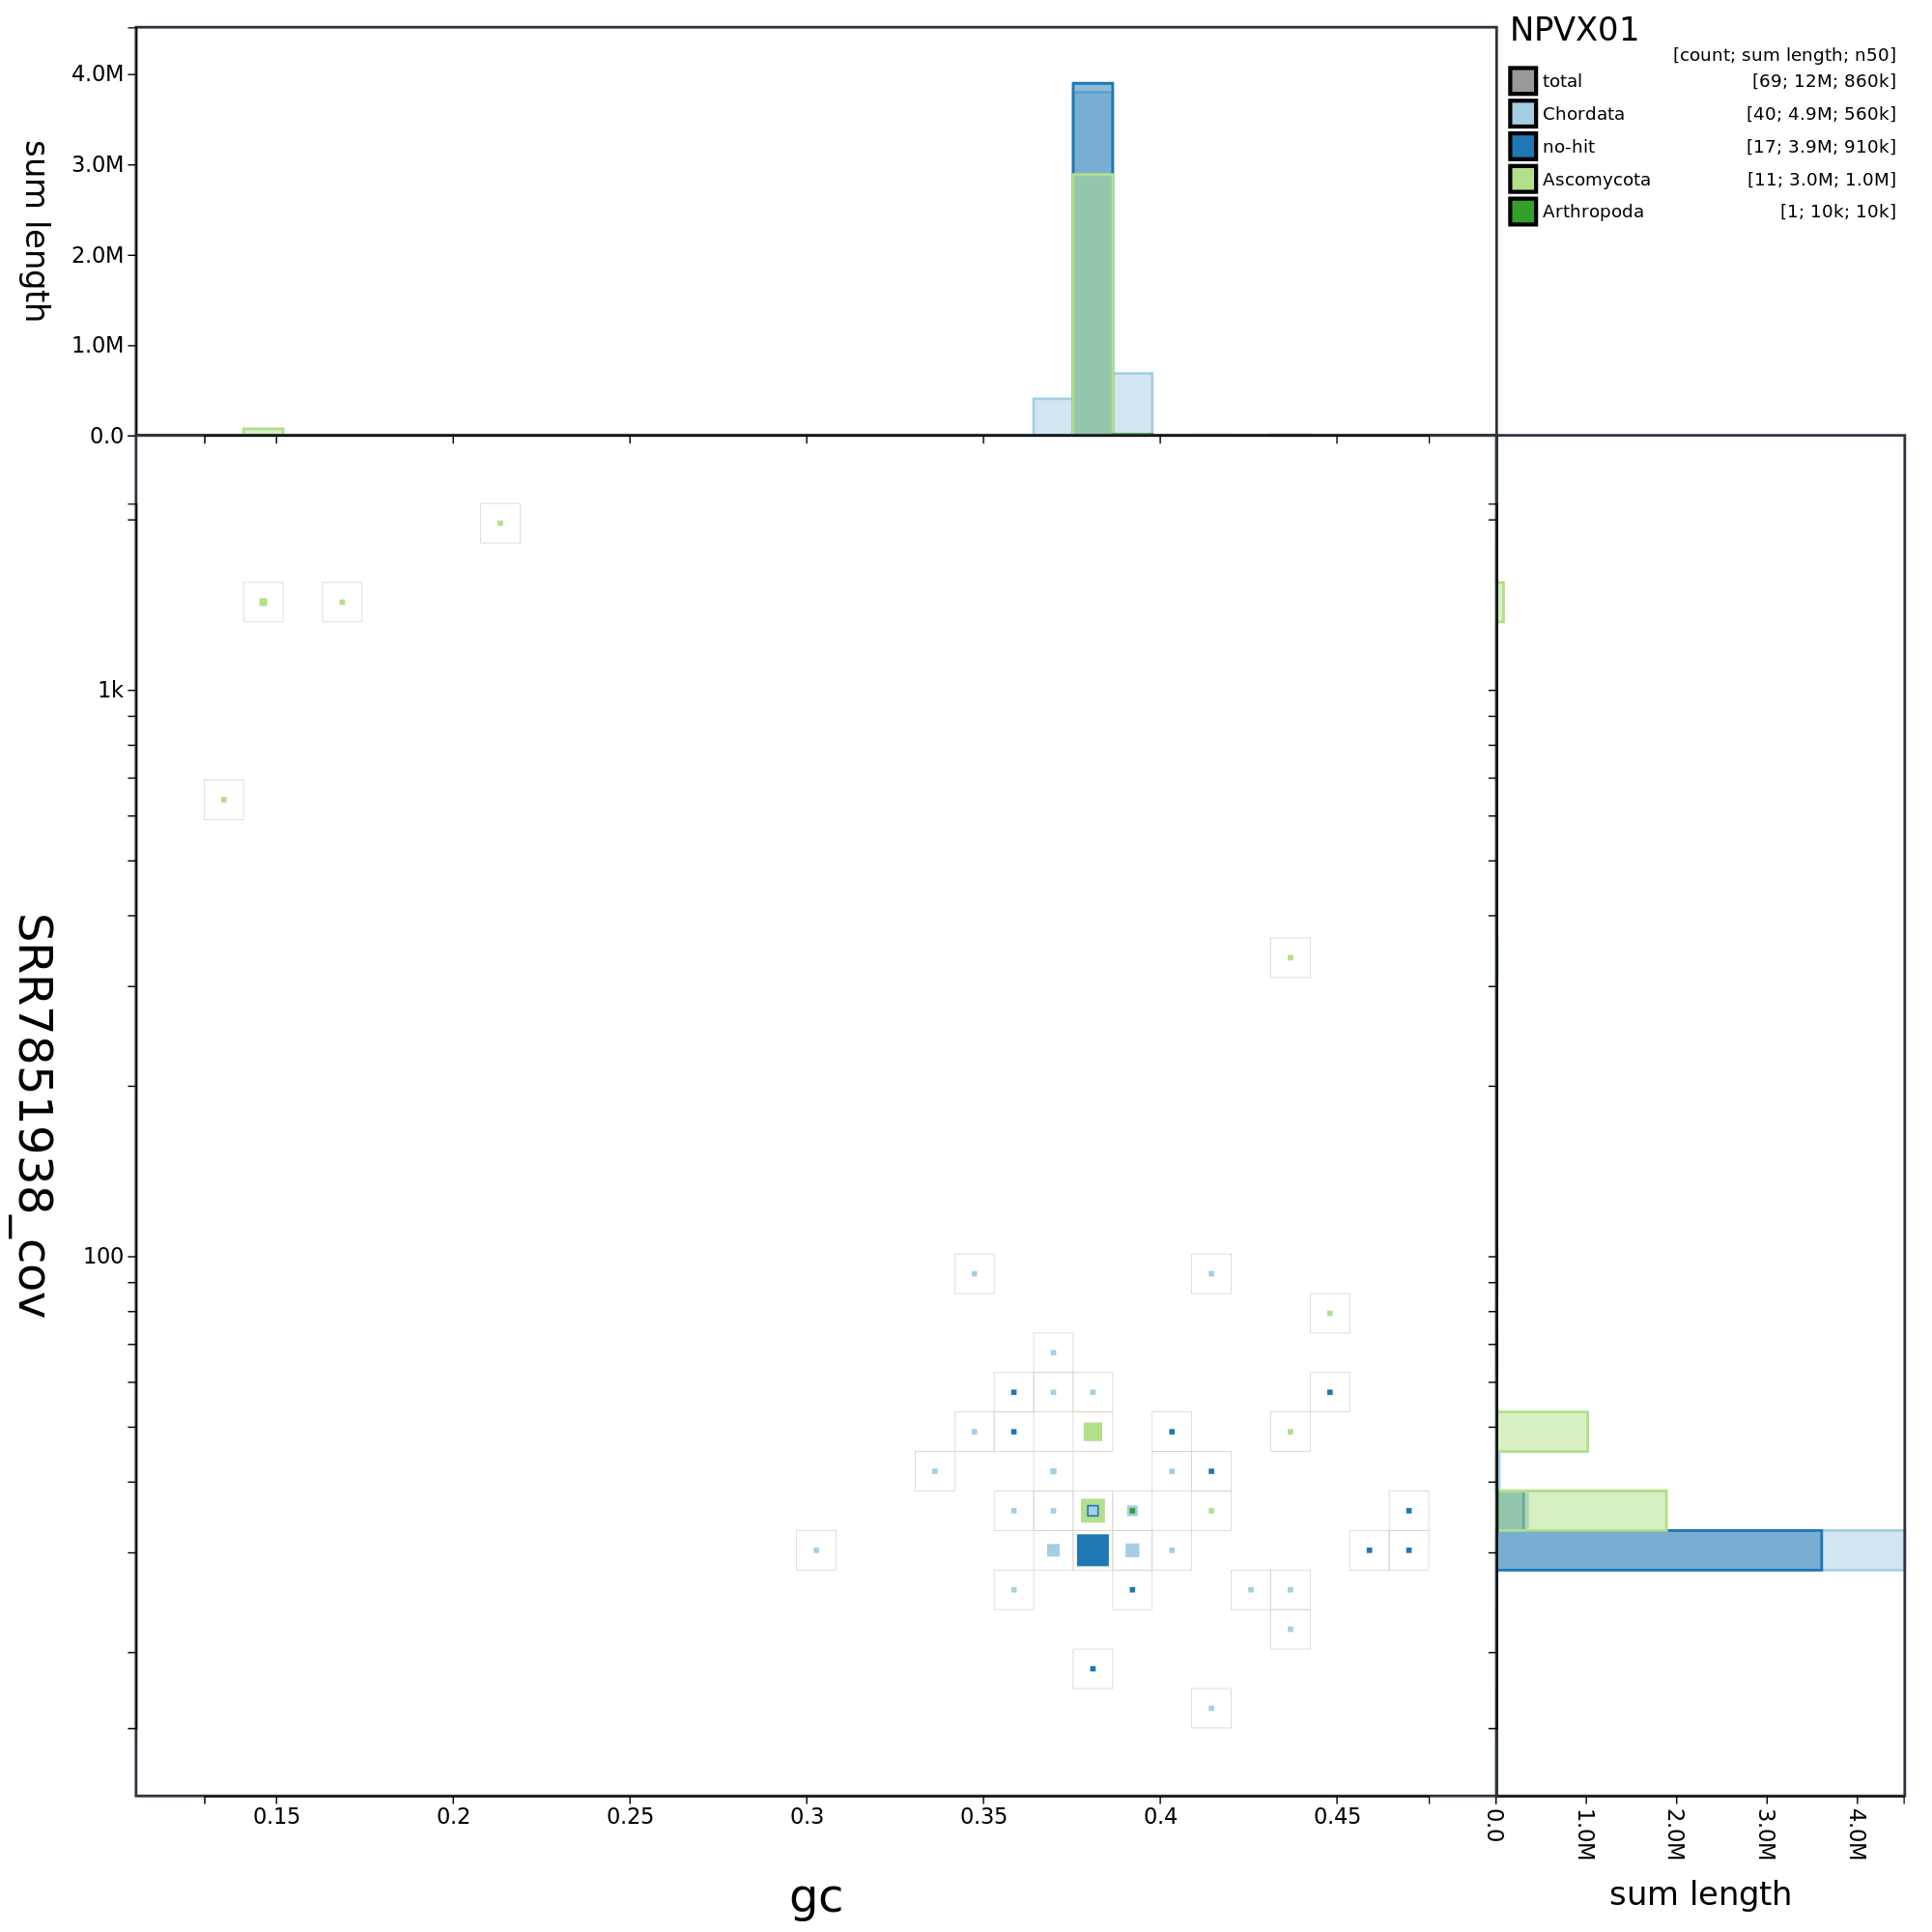 NPVX01
[count; sum length; n50]
total [69; 12M; 860k]
Chordata [40; 4.9M; 560k]
no-hit [17; 3.9M; 910k]
Ascomycota [11; 3.0M; 1.0M]
Arthropoda [1; 10k; 10k]
sum length
4.0M
3.0M
2.0M
1.0M
0.0
SRR7851938_cov
1k
100
0.15 0.2 0.25 0.3 0.35 0.4 0.45
gc
0.0 1.0M 2.0M 3.0M 4.0M
sum length